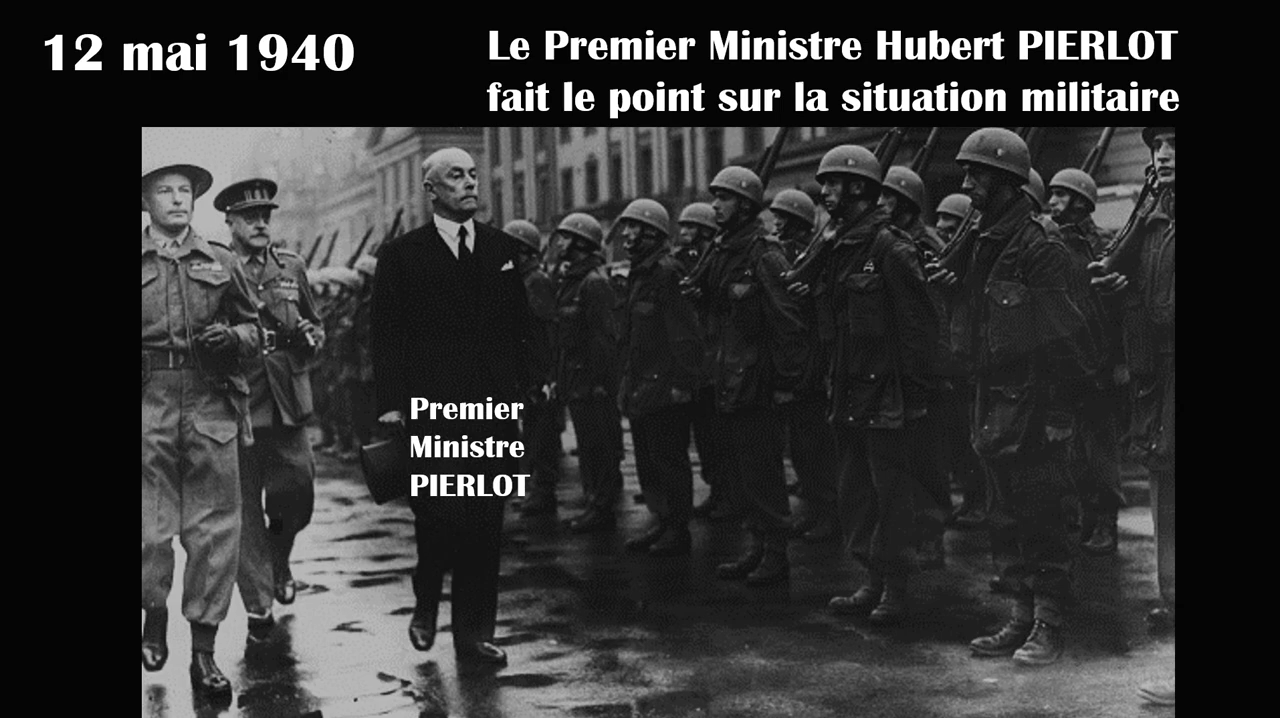 12 mai 1940
Le Premier Ministre Hubert PIERLOT
fait le point sur la situation militaire
Premier
Ministre
PIERLOT